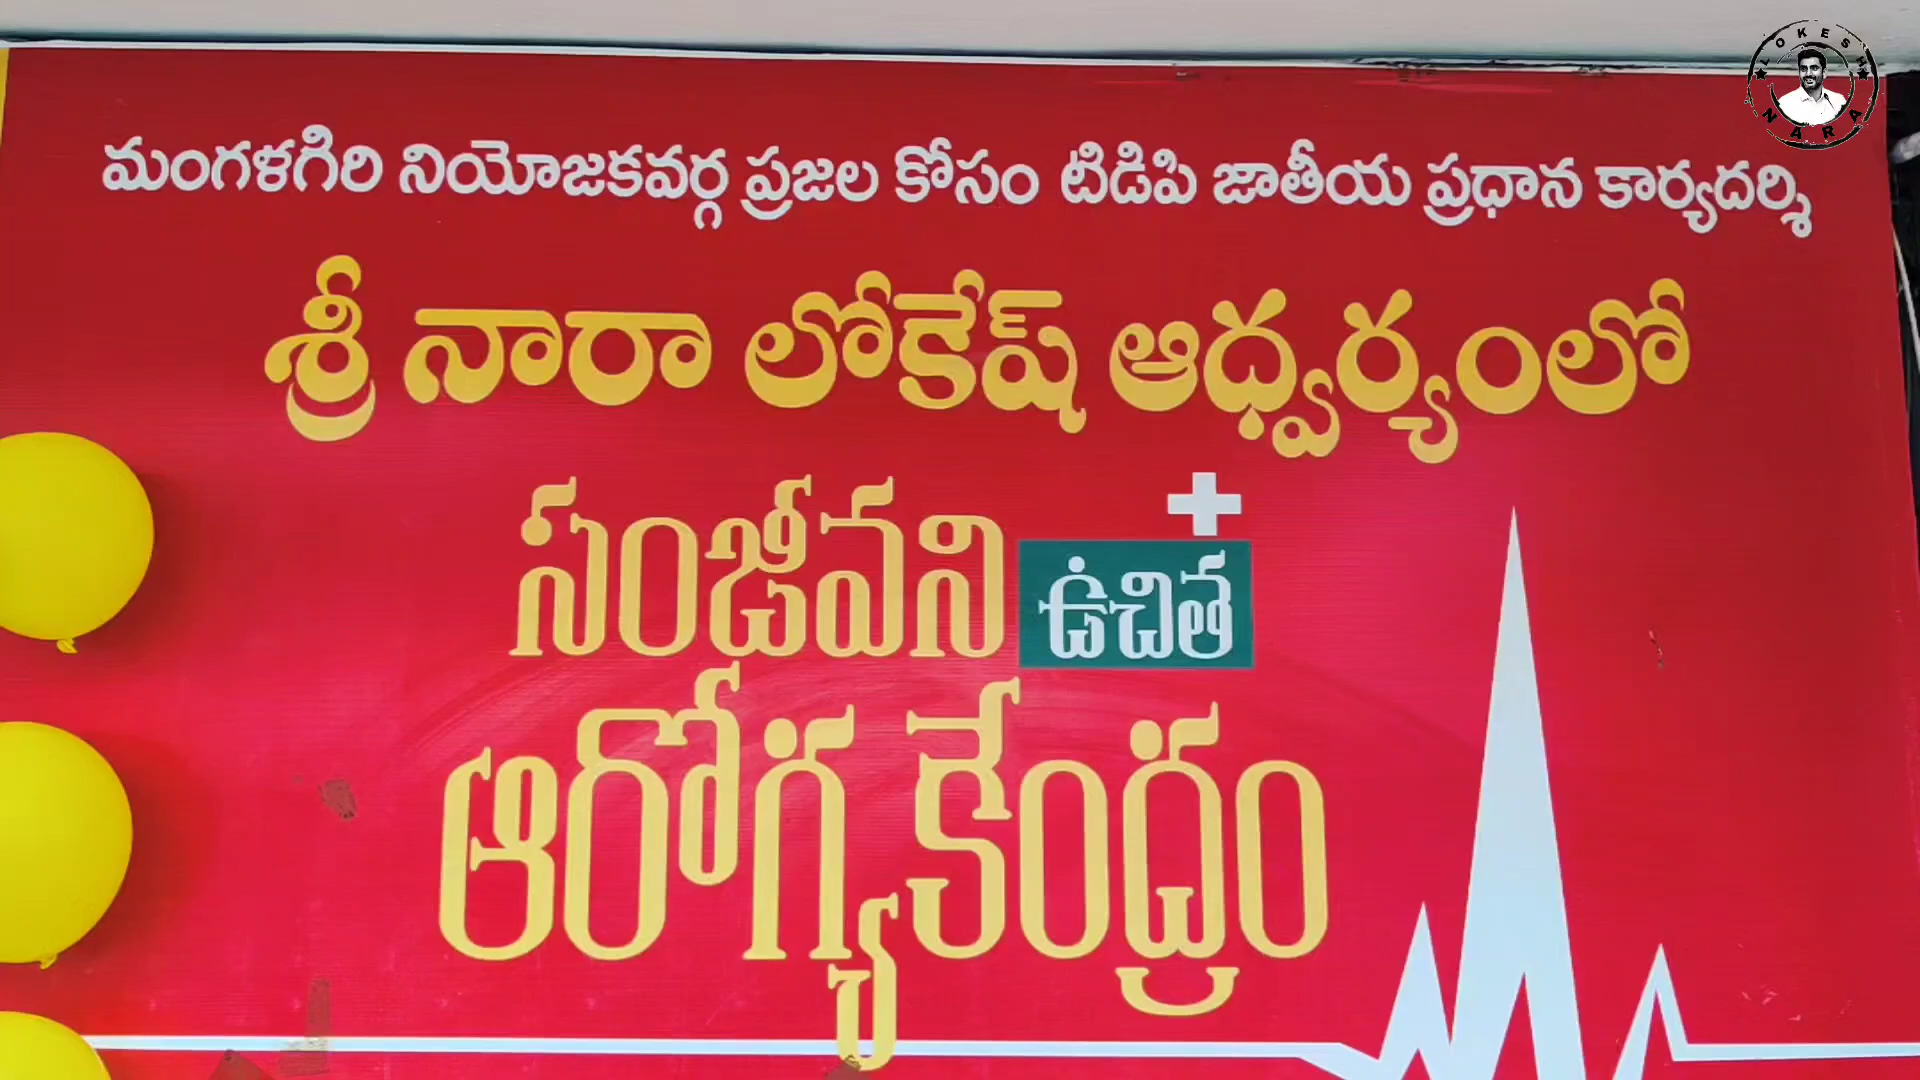 LOKESH
NARA
మంగళగిరి నియోజకవర్గ ప్రజల కోసం టిడిపి జాతీయ ప్రధాన కార్యదర్శి
శ్రీ నారా లోకేష్ ఆధ్వర్యంలో
సంజీవని ఉచిత
ఆరోగ్య కేంద్రం